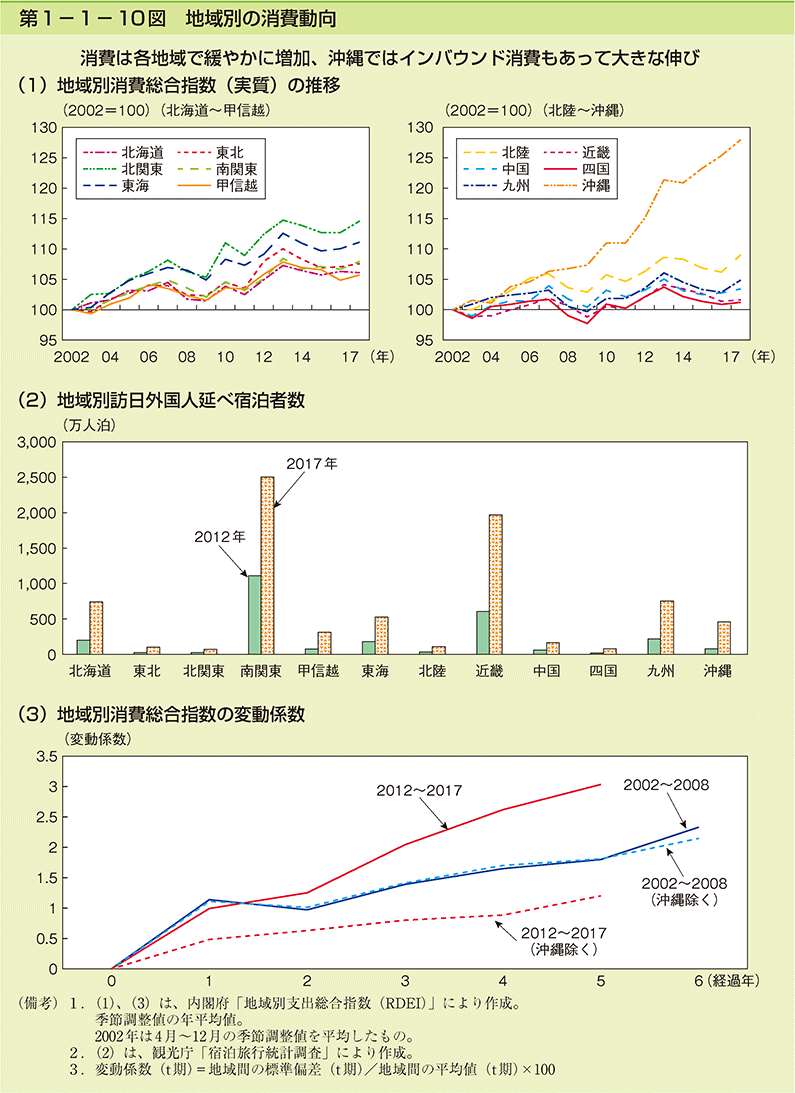 第１－１－10図　地域別の消費動向
消費は各地域で緩やかに増加、沖縄ではインバウンド消費もあって大きな伸び
（１）地域別消費総合指数（実質）の推移
（2002＝100）（北海道～甲信越）
130
125
120
115
110
105
100
95
北海道　東北
北関東　南関東
東海　甲信越
2002 04 06 08 10 12 14 17（年）
（2002＝100）（北陸～沖縄）
130
125
120
115
110
105
100
95
北陸　近畿
中国　四国
九州　沖縄
2002 04 06 08 10 12 14 17（年）
（２）地域別訪日外国人延べ宿泊者数
（万人泊）
3,000
2,500
2,000
1,500
1,000
500
0
2017年
2012年
北海道　東北　北関東　南関東　甲信越　東海　北陸　近畿　中国　四国　九州　沖縄
（３）地域別消費総合指数の変動係数
（変動係数）
3.5
3
2.5
2
1.5
1
0.5
0
2012～2017
2002～2008
2002～2008
（沖縄除く）
2012～2017
（沖縄除く）
0 1 2 3 4 5 6（経過年）
（備考）１．（1）、（3）は、内閣府「地域別支出総合指数（RDEI）」により作成。
季節調整値の年平均値。
2002年は４月～12月の季節調整値を平均したもの。
２．（2）は、観光庁「宿泊旅行統計調査」により作成。
３．変動係数（t期）＝地域間の標準偏差（t期）／地域間の平均値（t期）×100